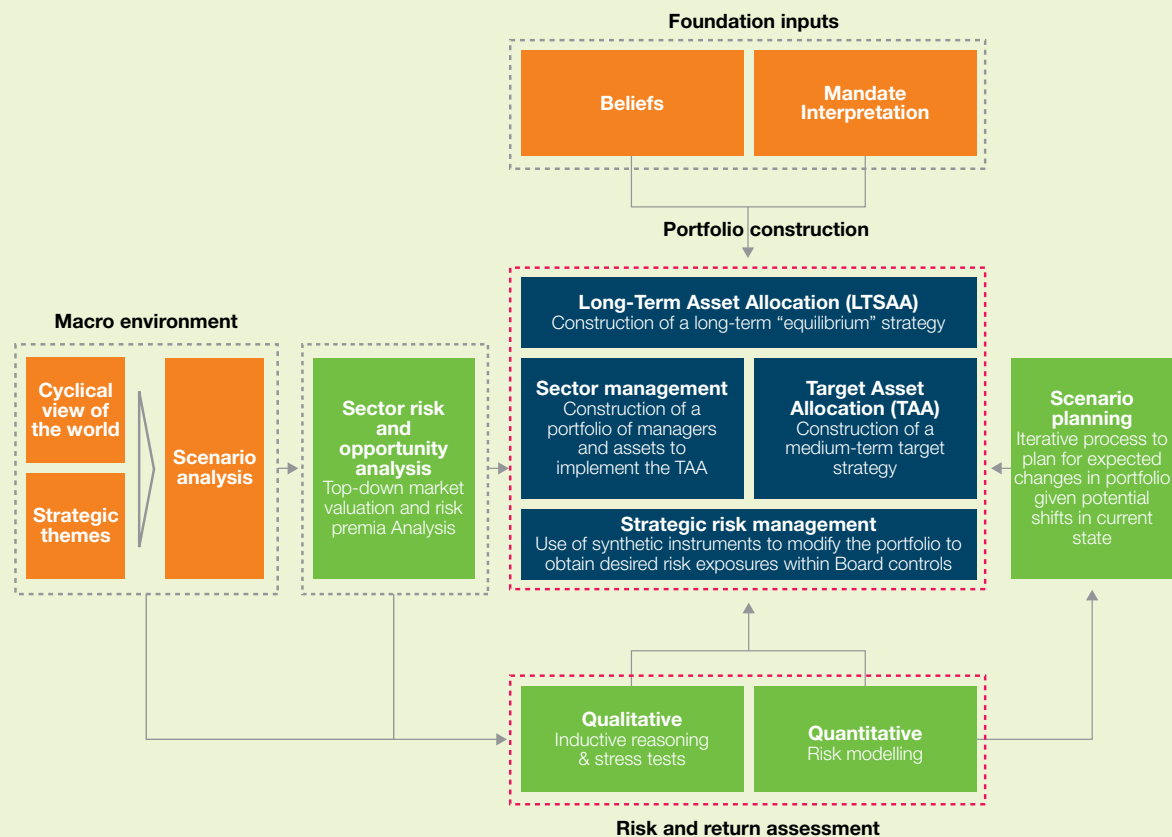 Foundation inputs
Beliefs
Mandate
Interpretation
Portfolio construction
Long-Term Asset Allocation (LTSAA)
Construction of a long-term “equilibrium” strategy
Macro environment
Cyclical
view of
the world
Strategic
themes
Scenario
analysis
Sector risk
and
opportunity
analysis
Top-down market
valuation and risk
premia Analysis
Sector management
Construction of a
portfolio of managers
and assets to
implement the TAA
Target Asset
Allocation (TAA)
Construction of a
medium-term target
strategy
Strategic risk management
Use of synthetic instruments to modify the portfolio to
obtain desired risk exposures within Board controls
Scenario
planning
Iterative process to
plan for expected
changes in portfolio
given potential
shifts in current
state
Qualitative
Inductive reasoning
& stress tests
Quantitative
Risk modelling
Risk and return assessment